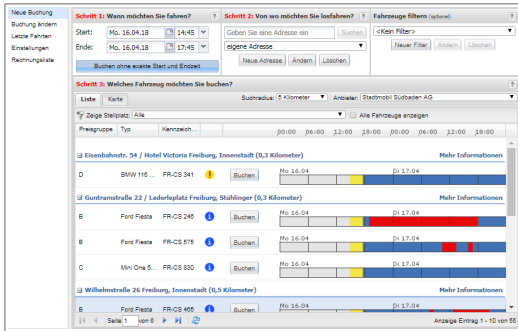 Neue Buchung
Buchung ändern
Letzte Fahrten
Einstellungen
Rechnungsliste
Schritt 1: Wann möchten Sie fahren? ?
Start: Mo. 16.04.18 14:45
Ende: Mo. 16.04.18 17:45
Buchen ohne exakte Start und Endzeit
Schritt 2: Von wo möchten Sie losfahren? ?
Geben Sie eine Adresse ein Suchen
eigene Adresse
Neue Adresse Ändern Löschen
Fahrzeuge filtern (optional) ?
<Kein Filter>
Neuer Filter Ändern Löschen
Schritt 3: Welches Fahrzeug möchten Sie buchen? ?
Liste Karte Suchradius: 5 Kilometer Anbieter: Stadtmobil Südbaden AG
Zeige Stellplatz: Alle Alle Fahrzeuge anzeigen
Preisgruppe Typ Kennzeich... 00:00 06:00 12:00 18:00 00:00 06:00 12:00 18:00
Eisenbahnstr. 54 / Hotel Victoria Freiburg, Innenstadt (0,3 Kilometer) Mehr Informationen
Mo 16.04 Di 17.04
D BMW 116 ... FR-CS 341 ! Buchen
Guntramstraße 22 / Lederleplatz Freiburg, Stühlinger (0,3 Kilometer) Mehr Informationen
Mo 16.04 Di 17.04
B Ford Fiesta FR-CS 246 i Buchen
Mo 16.04 Di 17.04
B Ford Fiesta FR-CS 575 i Buchen
Mo 16.04 Di 17.04
C Mini One 5... FR-CS 830 i Buchen
Wilhelmstraße 26 Freiburg, Innenstadt (0,5 Kilometer) Mehr Informationen
Mo 16.04 Di 17.04
B Ford Fiesta FR-CS 465 i Buchen
Seite 1 von 6 Anzeige Eintrag 1 - 10 von 55